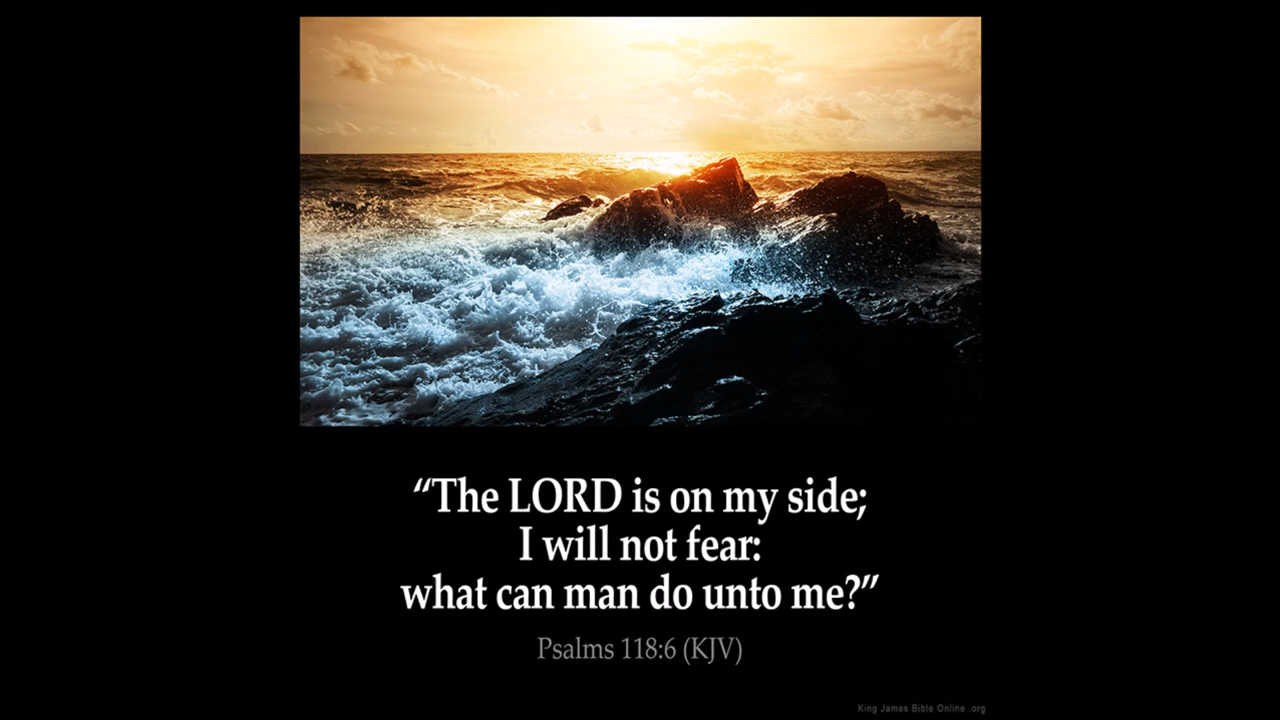 “The LORD is on my side;
I will not fear:
what can man do unto me?”
Psalms 118:6 (KJV)
King James Bible Online .org